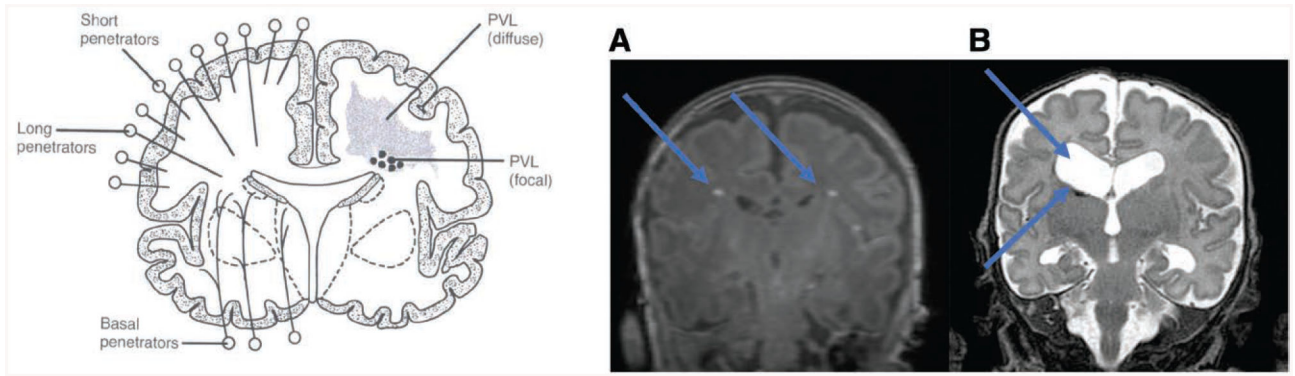 Short
penetrators
PVL
(diffuse)
Long
penetrators
PVL
(focal)
Basal
penetrators
A
B